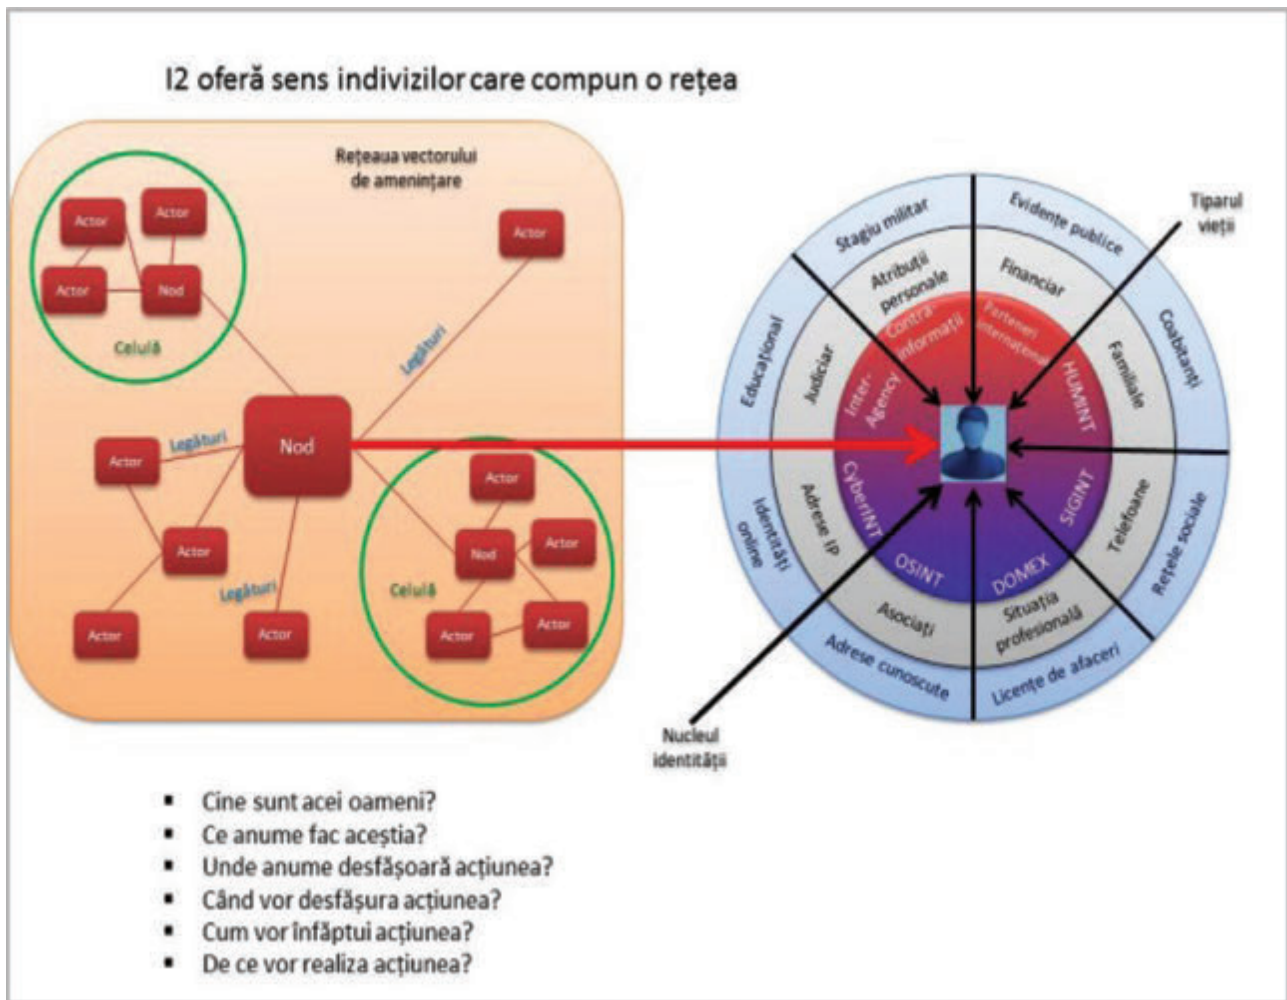 I2 oferă sens indivizilor care compun o rețea
Rețeaua vectorului
de amenințare
Actor
Actor
Actor
Nod
Celulă
Actor
Legături
Nod
Legături
Actor
Actor
Legături
Actor
Actor
Actor
Nod
Actor
Celulă
Actor
Actor
Stagiu militar
Evidențe publice
Coabitanți
Rețele sociale
Licențe de afaceri
Adrese cunoscute
Identități
online
Educațional
Atribuții
personale
Financiar
Familiale
Telefoane
Situația
profesională
Asociați
Adrese IP
Judiciar
Contra-
informații
Parteneri
internațional
HUMINT
SIGINT
DOMEX
OSINT
CyberINT
Inter-
Agency
Tiparul
vieții
Nucleul
identității
▪ Cine sunt acei oameni?
▪ Ce anume fac aceștia?
▪ Unde anume desfășoară acțiunea?
▪ Când vor desfășura acțiunea?
▪ Cum vor înfăptui acțiunea?
▪ De ce vor realiza acțiunea?